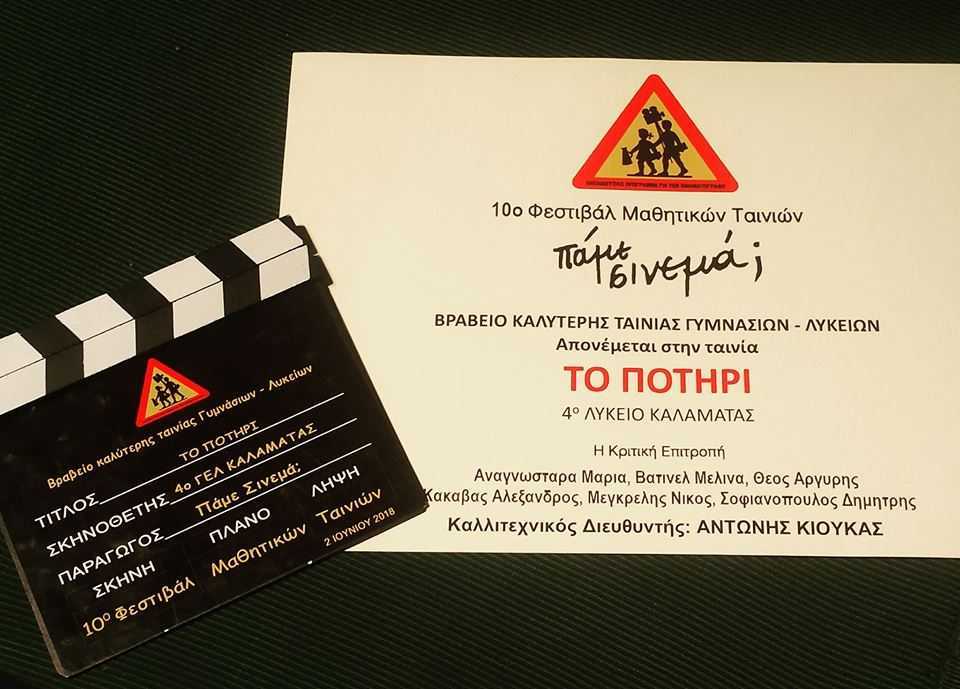 10ο Φεστιβάλ Μαθητικών Ταινιών
πάμε
σινεμά;
ΒΡΑΒΕΙΟ ΚΑΛΥΤΕΡΗΣ ΤΑΙΝΙΑΣ ΓΥΜΝΑΣΙΩΝ - ΛΥΚΕΙΩΝ
Απονέμεται στην ταινία
ΤΟ ΠΟΤΗΡΙ
4ο ΛΥΚΕΙΟ ΚΑΛΑΜΑΤΑΣ
Η Κριτική Επιτροπή
Αναγνωσταρα Μαρια, Βατινελ Μελινα, Θεος Αργυρης
Κακαβας Αλεξανδρος, Μεγκρελης Νικος, Σοφιανοπουλος Δημητρης
Καλλιτεχνικός Διευθυντής: ΑΝΤΩΝΗΣ ΚΙΟΥΚΑΣ
Βραβείο καλύτερης ταινίας Γυμνάσιων - Λυκείων
ΤΙΤΛΟΣ ΤΟ ΠΟΤΗΡΙ
ΣΚΗΝΟΘΕΤΗΣ 4ο ΓΕΛ ΚΑΛΑΜΑΤΑΣ
ΠΑΡΑΓΩΓΟΣ Πάμε Σινεμά;
ΣΚΗΝΗ ΠΛΑΝΟ ΛΗΨΗ
10ο Φεστιβάλ Μαθητικών Ταινιών
2 ΙΟΥΝΙΟΥ 2018